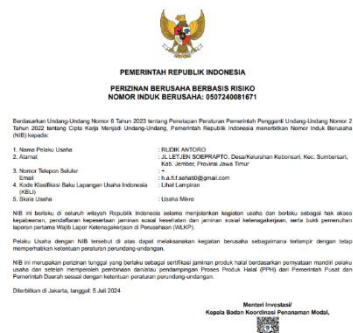 PEMERINTAH REPUBLIK INDONESIA
PERIZINAN BERUSAHA BERBASIS RISIKO
NOMOR INDUK BERUSAHA: 0507240081671
Berdasarkan Undang-Undang Nomor 6 Tahun 2023 tentang Penetapan Peraturan Pemerintah Pengganti Undang-Undang Nomor 2
Tahun 2022 tentang Cipta Kerja Menjadi Undang-Undang, Pemerintah Republik Indonesia menerbitkan Nomor Induk Berusaha
(NIB) kepada:
1. Nama Pelaku Usaha : RUDIK ANTORO
2. Alamat : JL LETJEN SOEPRAPTO, Desa/Kelurahan Kebonsari, Kec. Sumbersari,
Kab. Jember, Provinsi Jawa Timur
3. Nomor Telepon Seluler : +
Email :
4. Kode Klasifikasi Baku Lapangan Usaha Indonesia : Lihat Lampiran
(KBLI)
5. Skala Usaha : Usaha Mikro
NIB ini berlaku di seluruh wilayah Republik Indonesia selama menjalankan kegiatan usaha dan berlaku sebagai hak akses
kepabeanan, pendaftaran kepesertaan jaminan sosial kesehatan dan jaminan sosial ketenagakerjaan, serta bukti pemenuhan
laporan pertama Wajib Lapor Ketenagakerjaan di Perusahaan (WLKP).
Pelaku Usaha dengan NIB tersebut di atas dapat melaksanakan kegiatan berusaha sebagaimana terlampir dengan tetap
memperhatikan ketentuan peraturan perundang-undangan.
NIB ini merupakan perizinan tunggal yang berlaku sebagai sertifikasi jaminan produk halal berdasarkan pernyataan mandiri pelaku
usaha dan setelah memperoleh pembinaan dan/atau pendampingan Proses Produk Halal (PPH) dari Pemerintah Pusat dan
Pemerintah Daerah sesuai dengan ketentuan peraturan perundang-undangan.
Diterbitkan di Jakarta, tanggal: 5 Juli 2024
Menteri Investasi/
Kepala Badan Koordinasi Penanaman Modal,